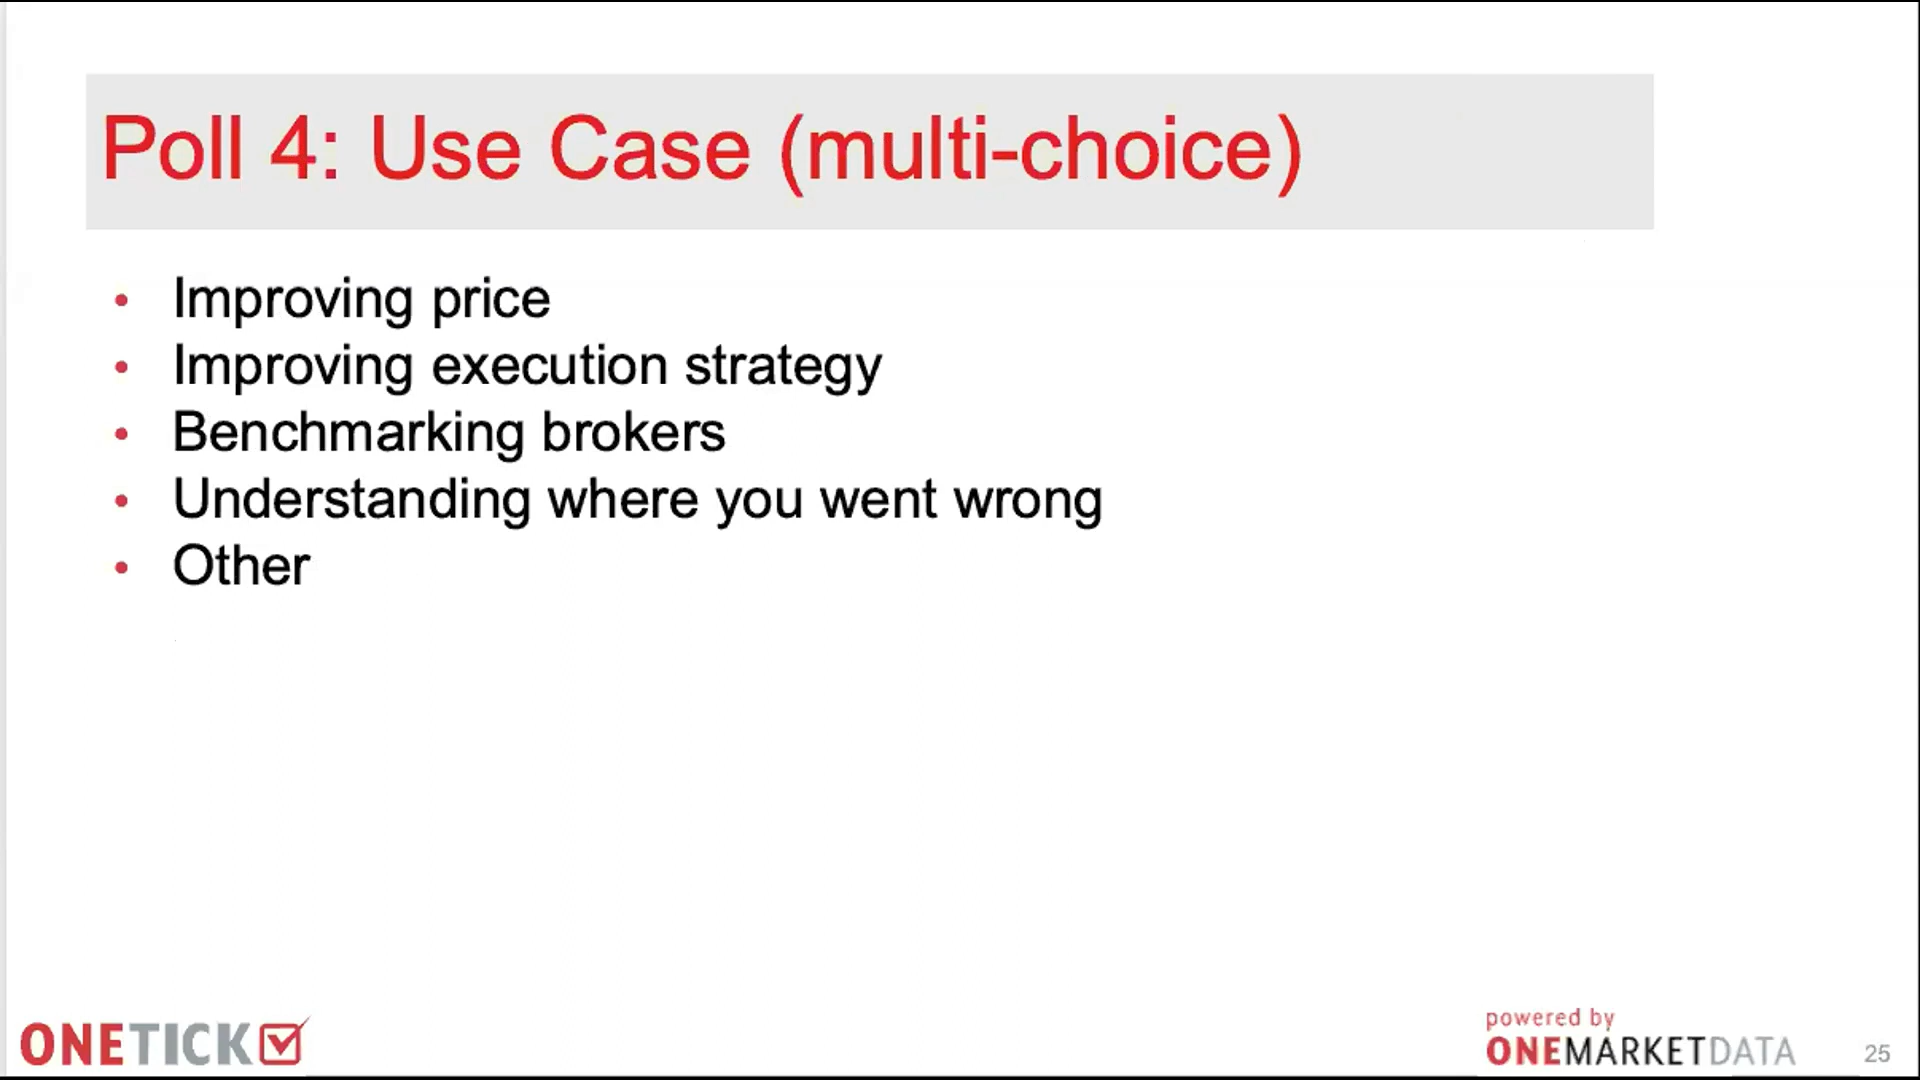 Poll 4: Use Case (multi-choice)
• Improving price
• Improving execution strategy
• Benchmarking brokers
• Understanding where you went wrong
• Other
ONETICK
powered by
ONEMARKETDATA
25